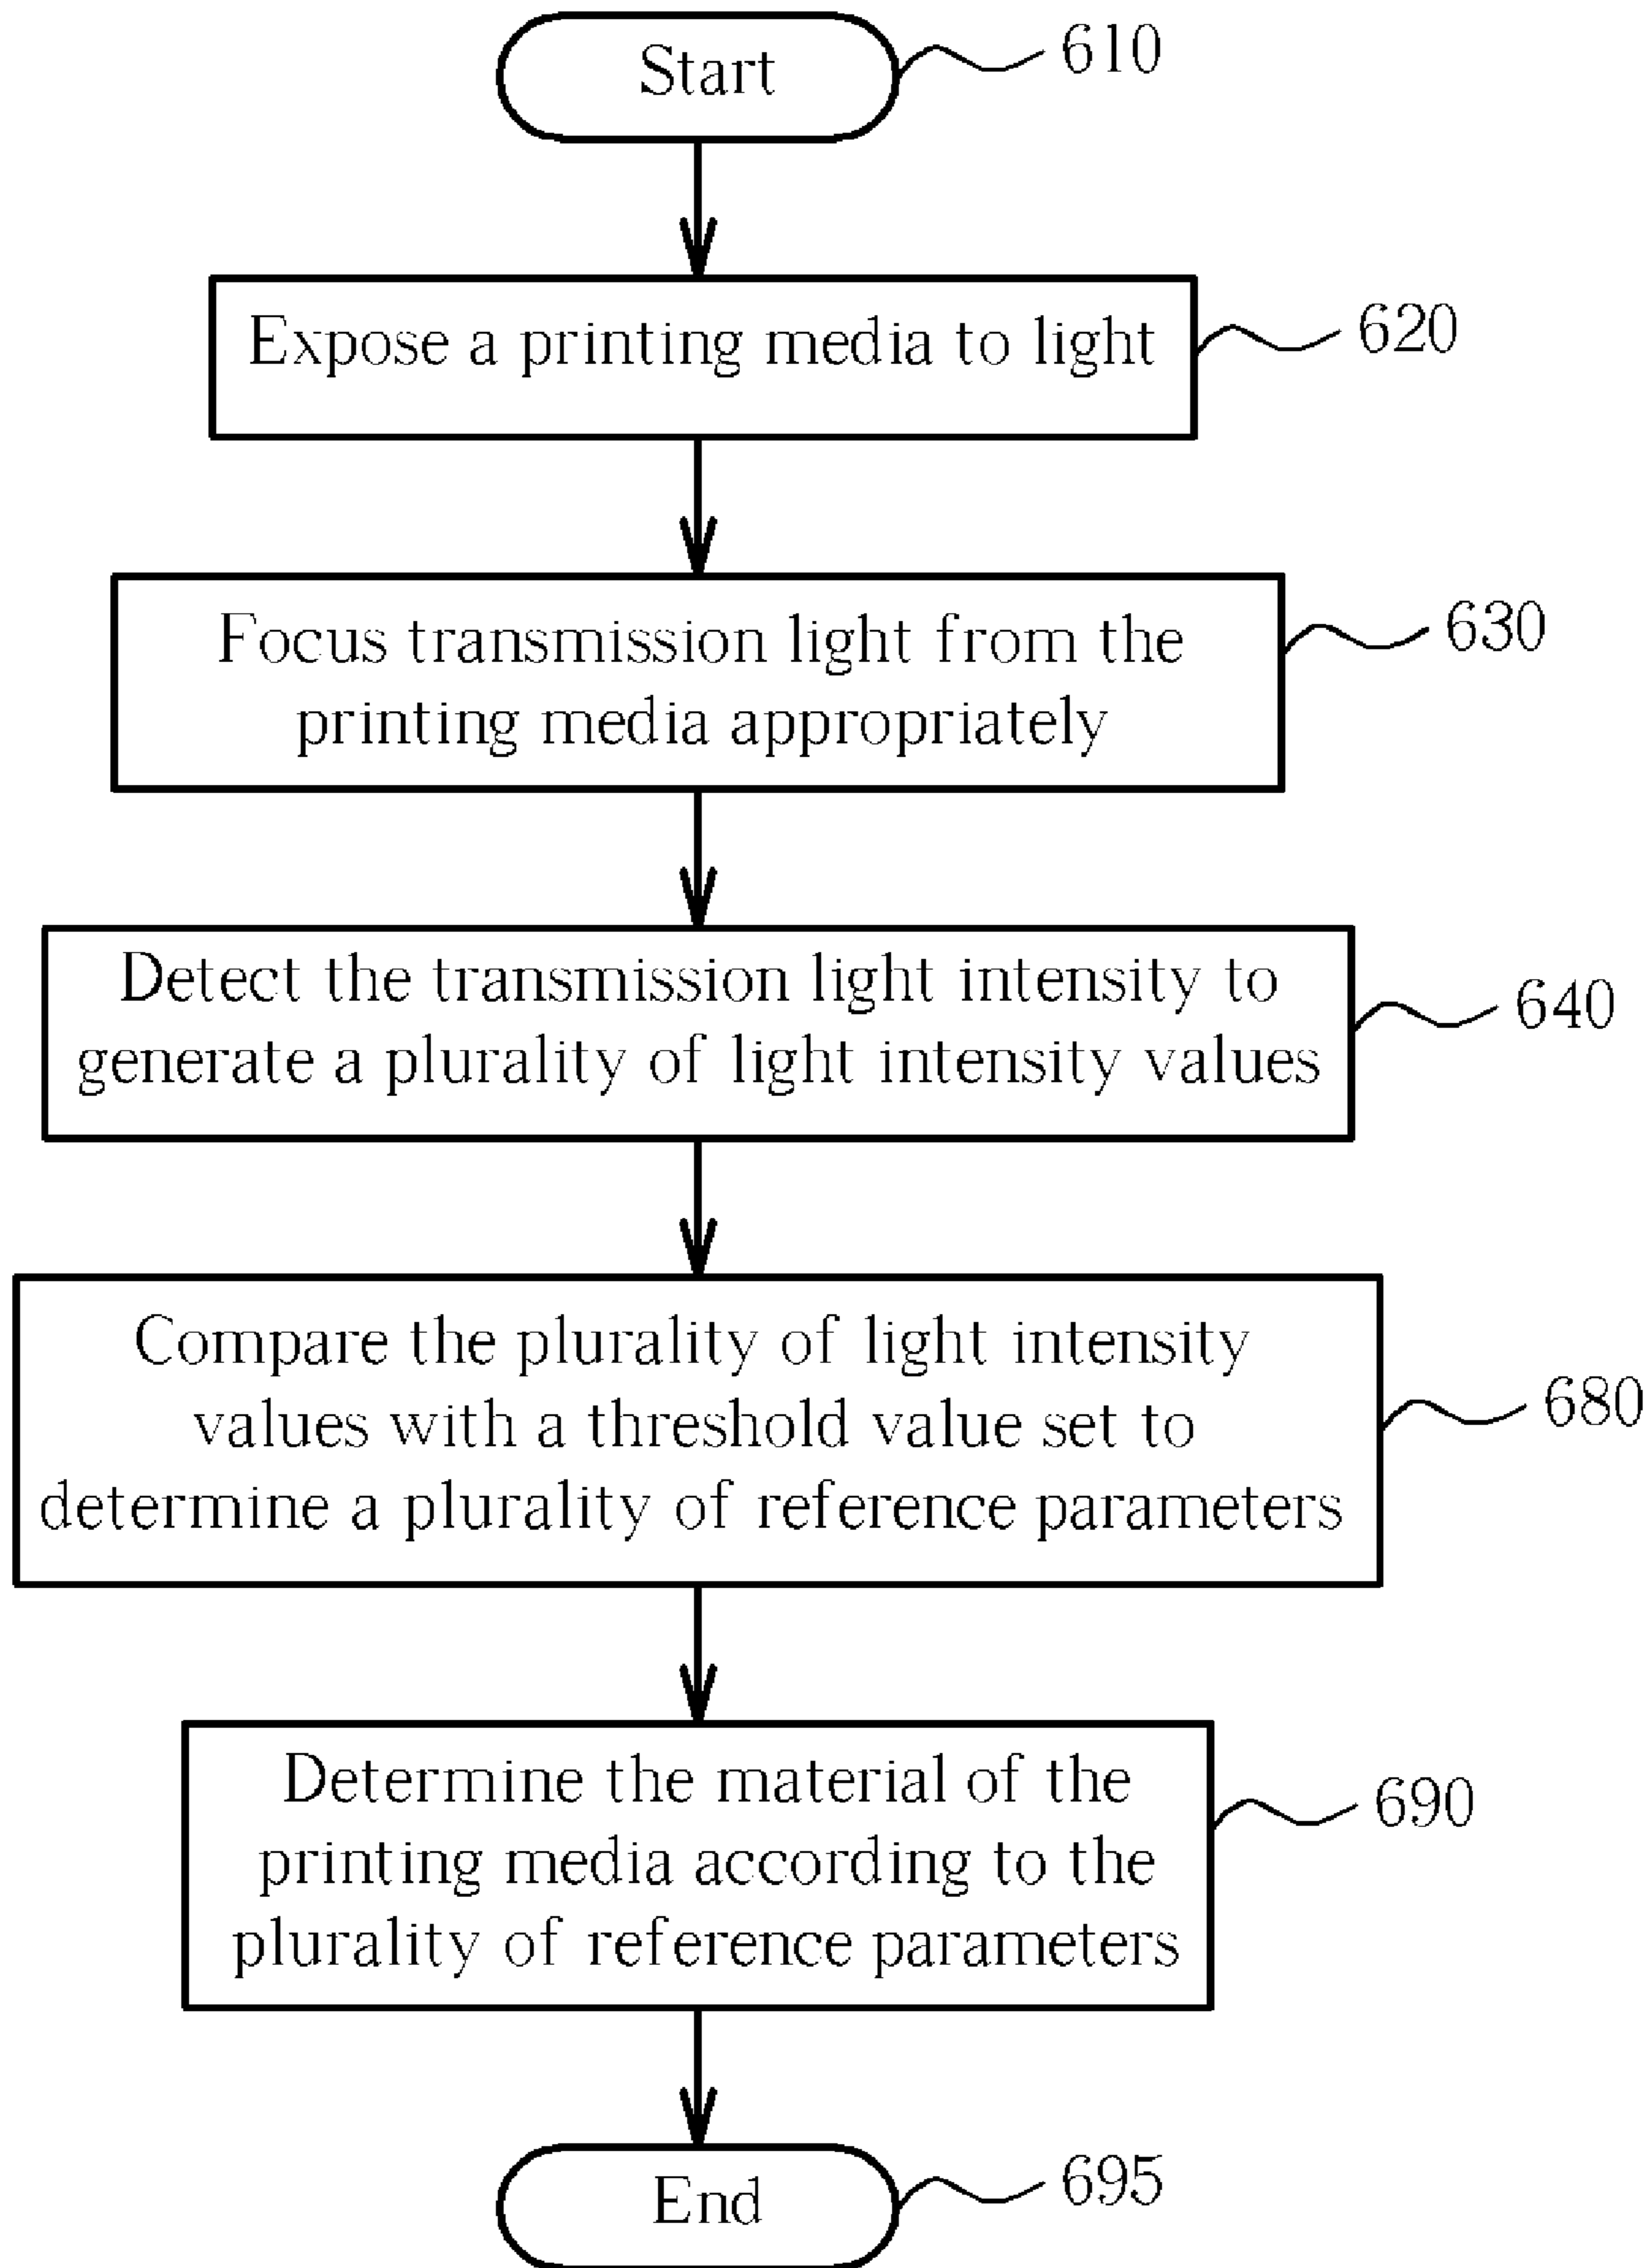 Start
610
Expose a printing media to light
620
Focus transmission light from the
printing media appropriately
630
Detect the transmission light intensity to
generate a plurality of light intensity values
640
Compare the plurality of light intensity
values with a threshold value set to
determine a plurality of reference parameters
680
Determine the material of the
printing media according to the
plurality of reference parameters
690
End
695